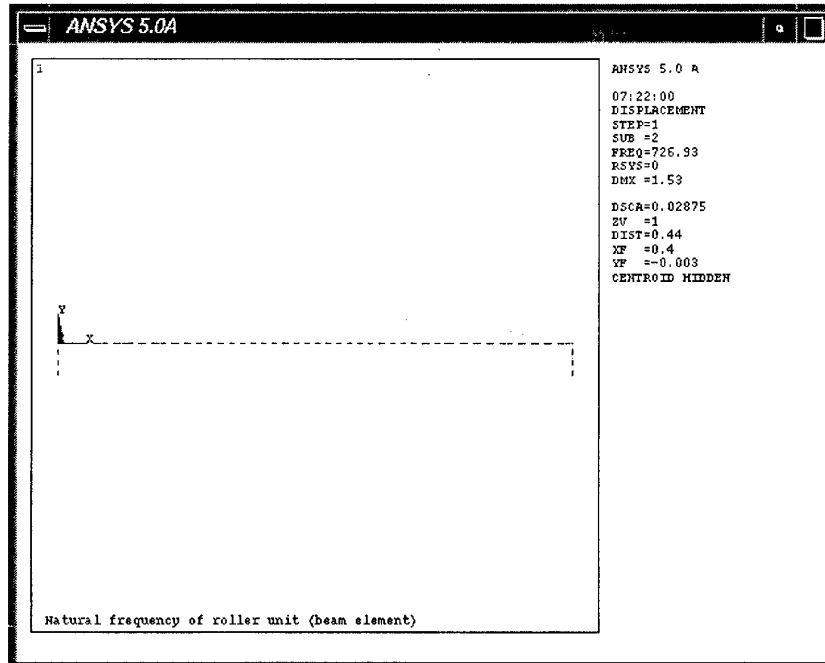 ANSYS 5.0A
1
ANSYS 5.0 A
07:22:00
DISPLACEMENT
STEP=1
SUB =2
FREQ=726.93
RSYS=0
DMX =1.53
DSCA=0.02875
ZV =1
DIST=0.44
XF =0.4
YF =-0.003
CENTROID HIDDEN
Y
X
Natural frequency of roller unit (beam element)